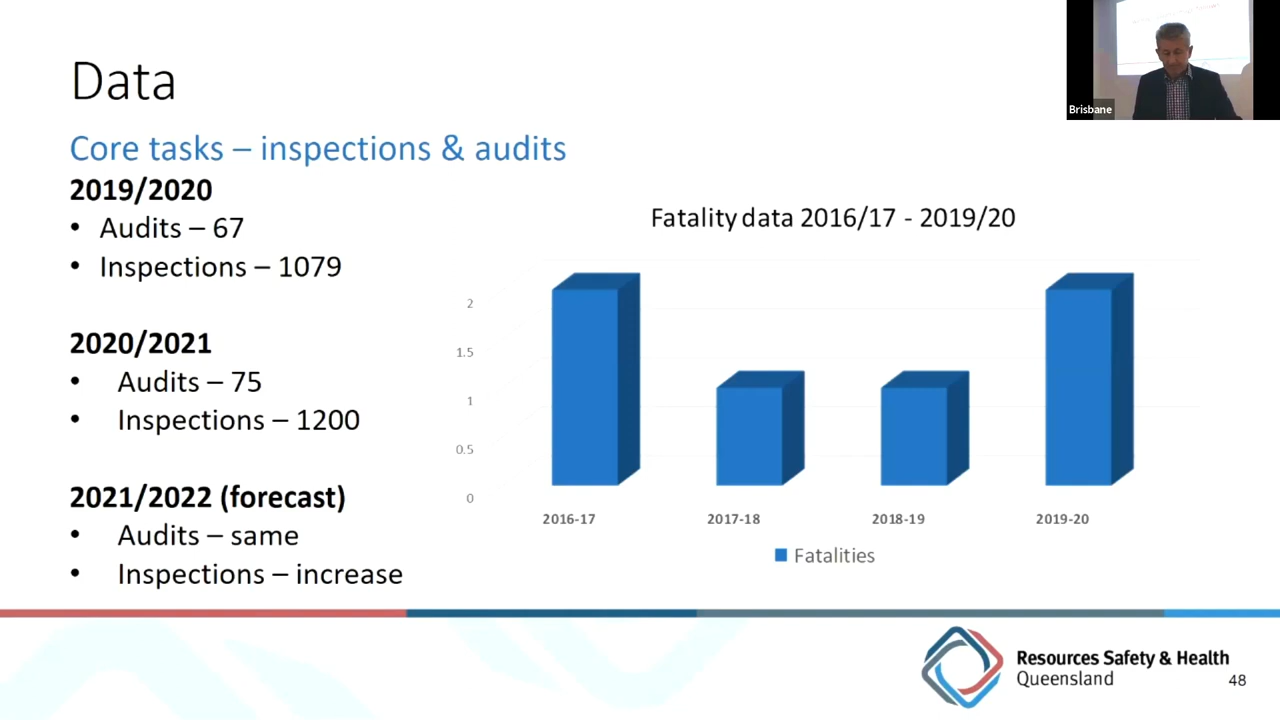 Data
Brisbane
Core tasks – inspections & audits
2019/2020
• Audits – 67
• Inspections – 1079
2020/2021
• Audits – 75
• Inspections – 1200
2021/2022 (forecast)
• Audits – same
• Inspections – increase
Fatality data 2016/17 - 2019/20
2
1.5
1
0.5
0
2016-17 2017-18 2018-19 2019-20
Fatalities
Resources Safety & Health
Queensland
48